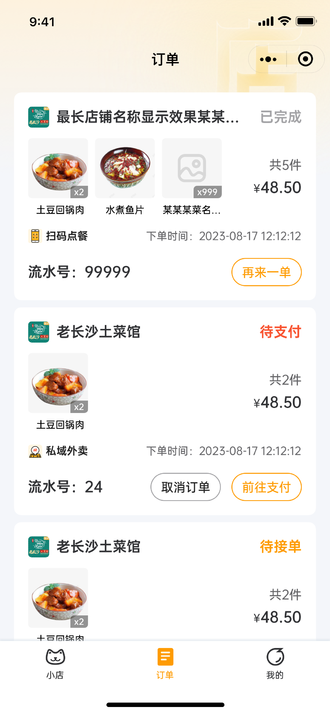 9:41
订单
最长店铺名称显示效果某某...
已完成
x2
x999
土豆回锅肉
水煮鱼片
某某某菜名...
共5件
¥48.50
扫码点餐
下单时间：2023-08-17 12:12:12
流水号：99999
再来一单
老长沙土菜馆
待支付
x2
土豆回锅肉
共2件
¥48.50
私域外卖
下单时间：2023-08-17 12:12:12
流水号：24
取消订单
前往支付
老长沙土菜馆
待接单
x2
土豆回锅肉
共2件
¥48.50
小店
订单
我的